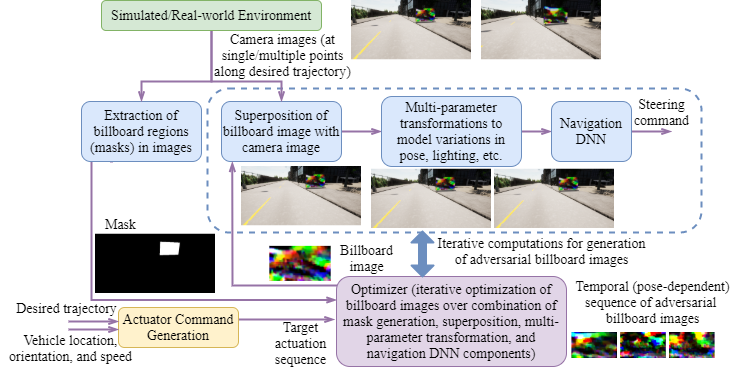 Simulated/Real-world Environment
Camera images (at
single/multiple points
along desired trajectory)
Extraction of
billboard regions
(masks) in images
Superposition of
billboard image with
camera image
Multi-parameter
transformations to
model variations in
pose, lighting, etc.
Navigation
DNN
Steering
command
Mask
Billboard
image
Iterative computations for generation
of adversarial billboard images
Desired trajectory
Vehicle location,
orientation, and speed
Actuator Command
Generation
Target
actuation
sequence
Optimizer (iterative optimization of
billboard images over combination of
mask generation, superposition, multi-
parameter transformation, and
navigation DNN components)
Temporal (pose-dependent)
sequence of adversarial
billboard images